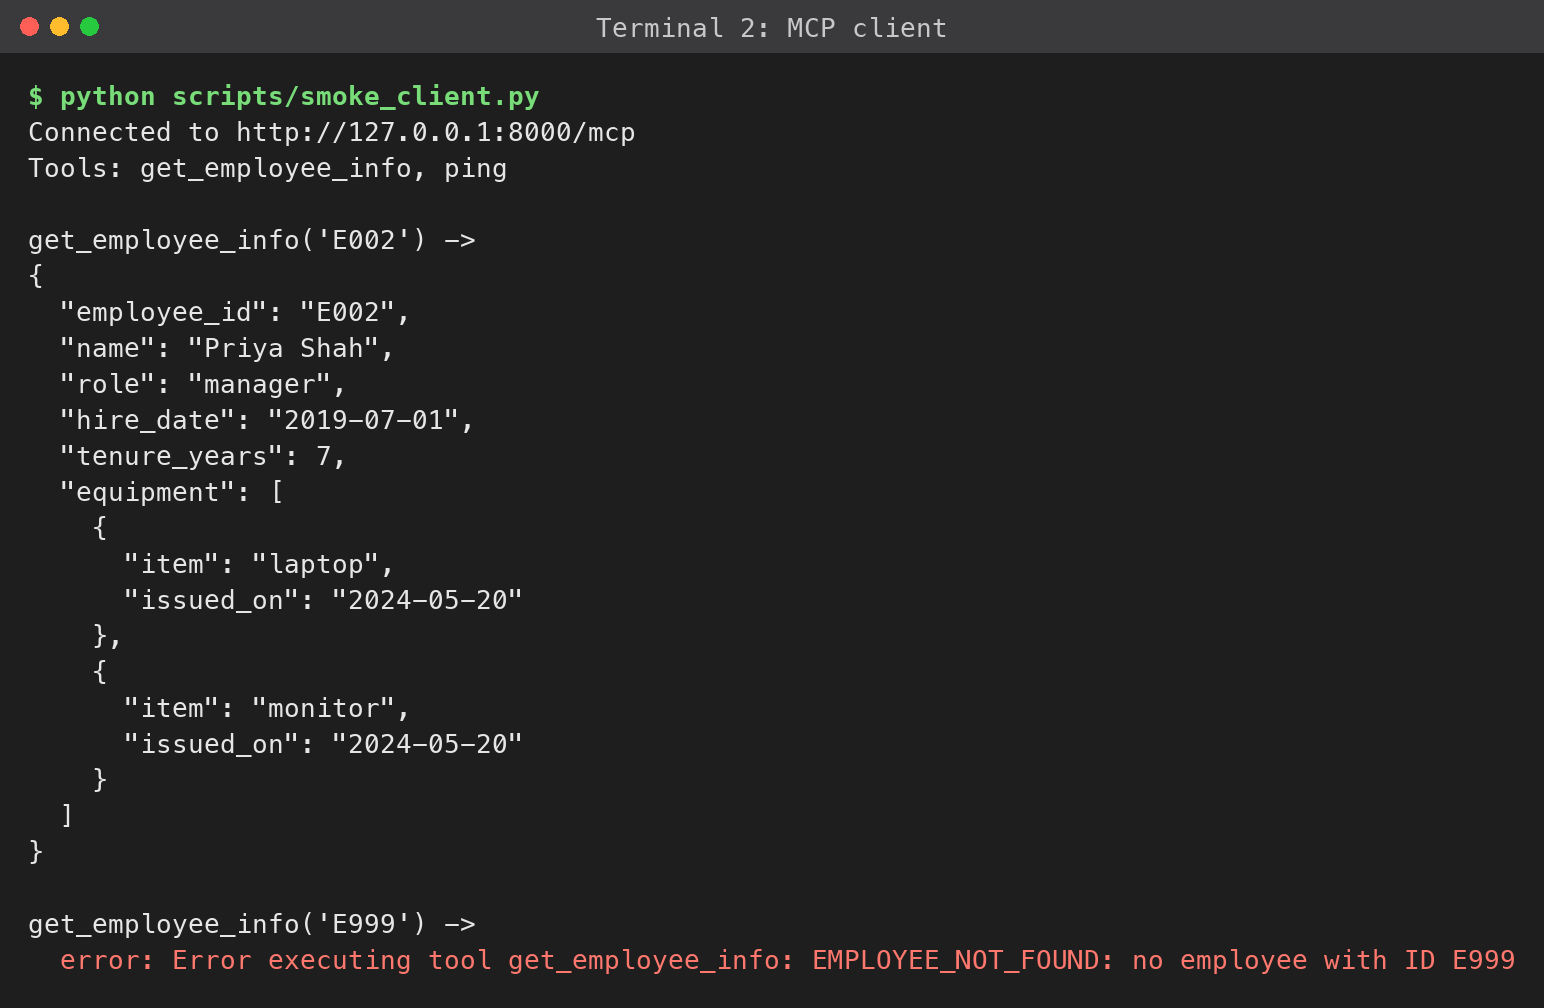 Terminal 2: MCP client
$ python scripts/smoke_client.py
Connected to http://127.0.0.1:8000/mcp
Tools: get_employee_info, ping

get_employee_info('E002') −>
{
  "employee_id": "E002",
  "name": "Priya Shah",
  "role": "manager",
  "hire_date": "2019−07−01",
  "tenure_years": 7,
  "equipment": [
    {
      "item": "laptop",
      "issued_on": "2024−05−20"
    },
    {
      "item": "monitor",
      "issued_on": "2024−05−20"
    }
  ]
}

get_employee_info('E999') −>
  error: Error executing tool get_employee_info: EMPLOYEE_NOT_FOUND: no employee with ID E999